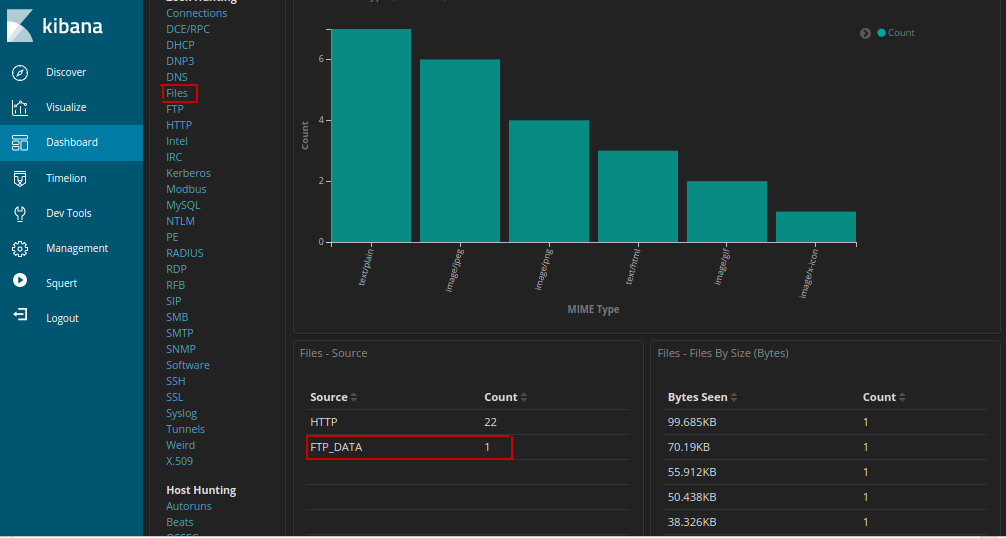 kibana
Discover
Visualize
Dashboard
Timelion
Dev Tools
Management
Squert
Logout
Connections
DCE/RPC
DHCP
DNP3
DNS
Files
FTP
HTTP
Intel
IRC
Kerberos
Modbus
MySQL
NTLM
PE
RADIUS
RDP
RFB
SIP
SMB
SMTP
SNMP
Software
SSH
SSL
Syslog
Tunnels
Weird
X.509
Host Hunting
Autoruns
Beats
Count
6
4
2
0
Count
text/plain
image/jpeg
image/png
text/html
image/gif
image/x-icon
MIME Type
Files - Source
Source Count
HTTP 22
FTP_DATA 1
Files - Files By Size (Bytes)
Bytes Seen Count
99.685KB 1
70.19KB 1
55.912KB 1
50.438KB 1
38.326KB 1